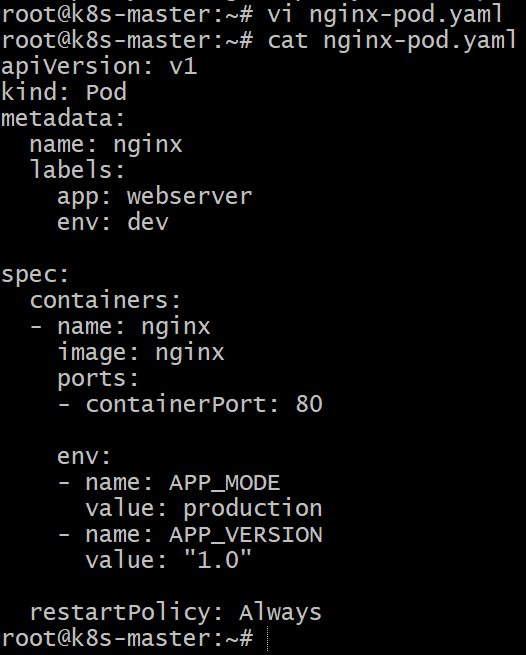 root@k8s-master:~# vi nginx-pod.yaml
root@k8s-master:~# cat nginx-pod.yaml
apiVersion: v1
kind: Pod
metadata:
  name: nginx
  labels:
    app: webserver
    env: dev

spec:
  containers:
  - name: nginx
    image: nginx
    ports:
    - containerPort: 80

    env:
    - name: APP_MODE
      value: production
    - name: APP_VERSION
      value: "1.0"

  restartPolicy: Always
root@k8s-master:~#